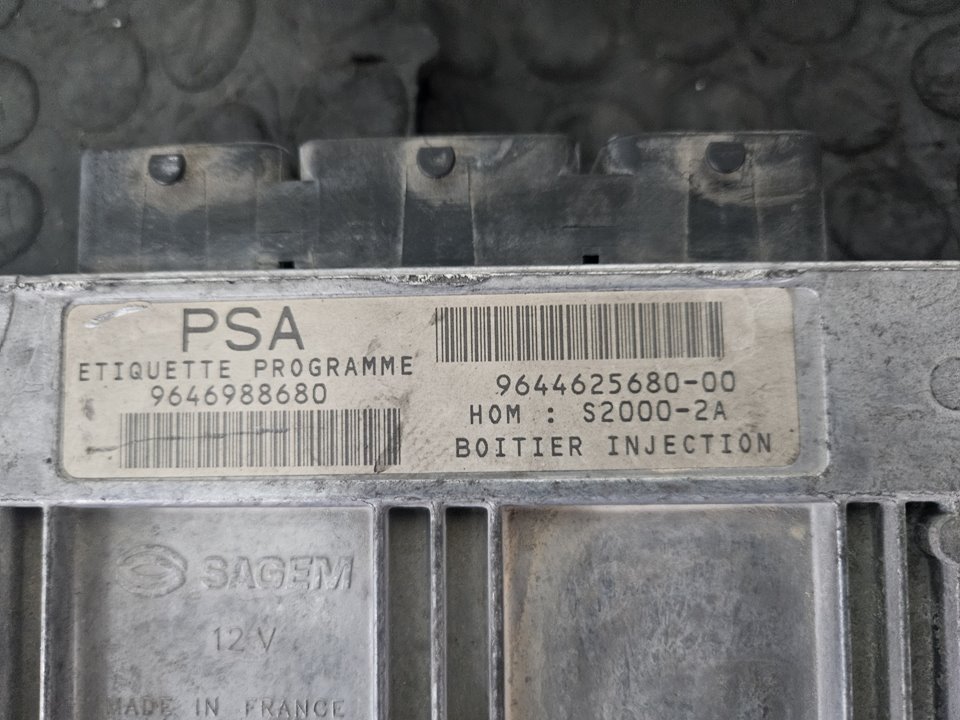 PSA
ETIQUETTE PROGRAMME
9646988680
9644625680-00
HOM : S2000-2A
BOITIER INJECTION
SAGEM
12 V
MADE IN FRANCE